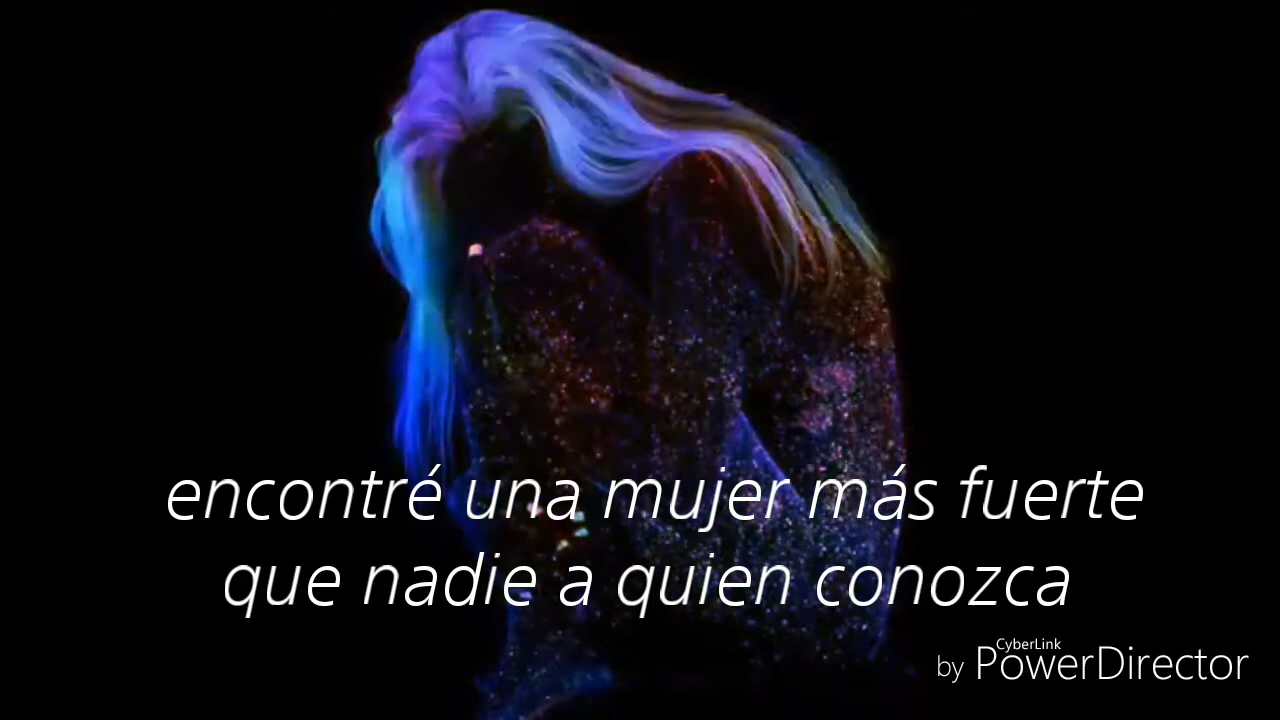 encontré una mujer más fuerte
que nadie a quien conozca
CyberLink
by PowerDirector